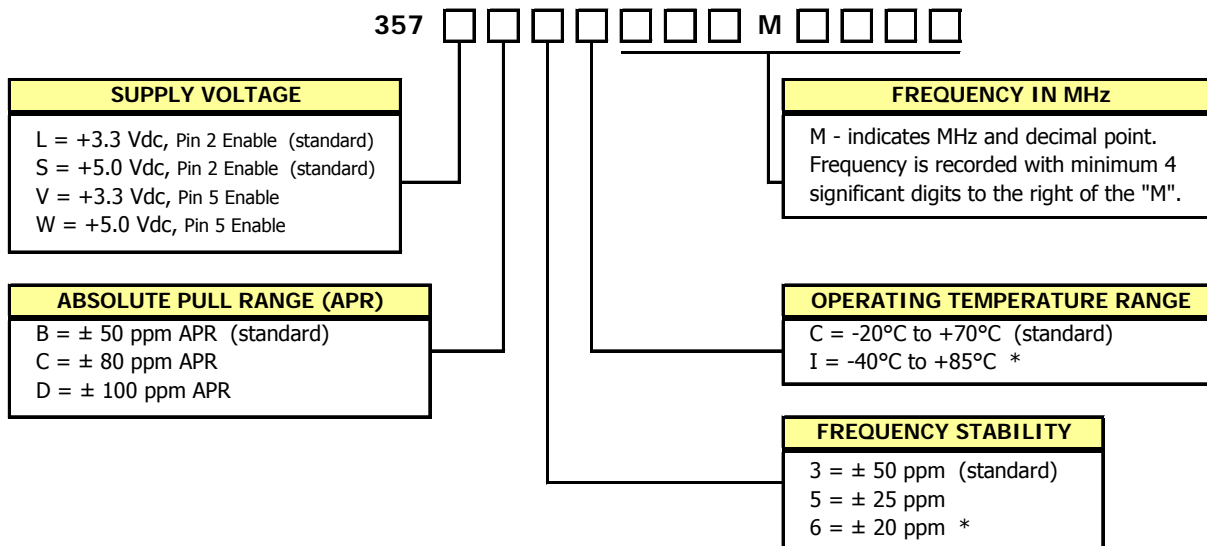 357 M
SUPPLY VOLTAGE
L = +3.3 Vdc, Pin 2 Enable (standard)
S = +5.0 Vdc, Pin 2 Enable (standard)
V = +3.3 Vdc, Pin 5 Enable
W = +5.0 Vdc, Pin 5 Enable
FREQUENCY IN MHz
M - indicates MHz and decimal point.
Frequency is recorded with minimum 4
significant digits to the right of the "M".
ABSOLUTE PULL RANGE (APR)
B = ± 50 ppm APR (standard)
C = ± 80 ppm APR
D = ± 100 ppm APR
OPERATING TEMPERATURE RANGE
C = -20°C to +70°C (standard)
I = -40°C to +85°C *
FREQUENCY STABILITY
3 = ± 50 ppm (standard)
5 = ± 25 ppm
6 = ± 20 ppm *